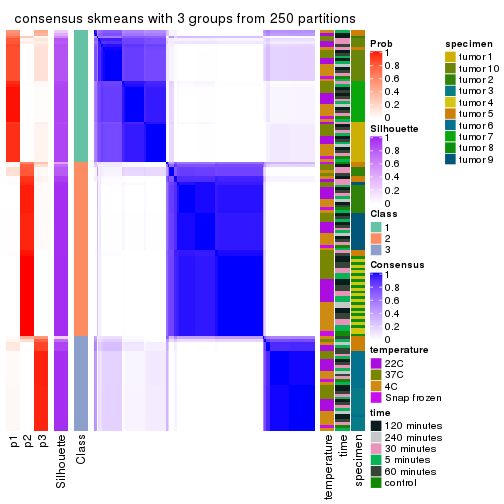 consensus skmeans with 3 groups from 250 partitions
Prob
1
0.8
0.6
0.4
0.2
0
Silhouette
1
0.8
0.6
0.4
0.2
0
Class
1
2
3
Consensus
1
0.8
0.6
0.4
0.2
0
temperature
22C
37C
4C
Snap frozen
time
120 minutes
240 minutes
30 minutes
5 minutes
60 minutes
control
specimen
tumor 1
tumor 10
tumor 2
tumor 3
tumor 4
tumor 5
tumor 6
tumor 7
tumor 8
tumor 9
p1
p2
p3
Silhouette
Class
temperature
time
specimen